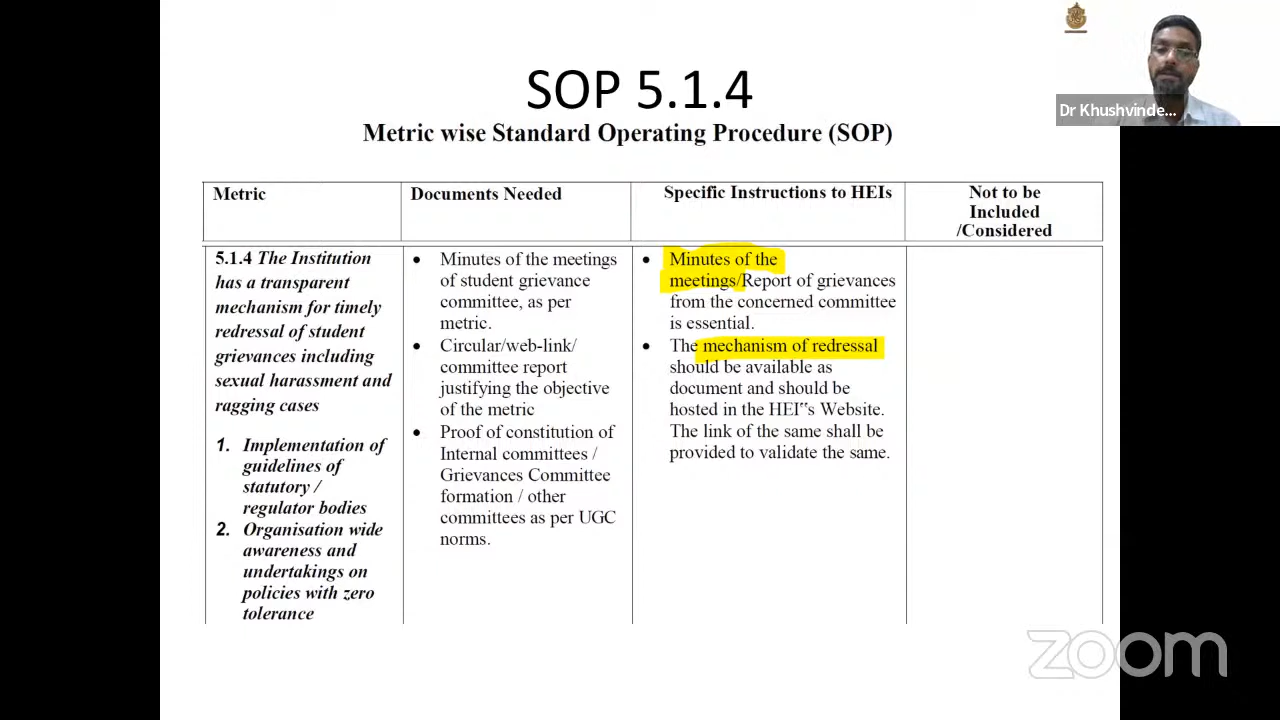 SOP 5.1.4
Metric wise Standard Operating Procedure (SOP)
Dr Khushvinde...
Metric
Documents Needed
Specific Instructions to HEIs
Not to be
Included
/Considered
5.1.4 The Institution
has a transparent
mechanism for timely
redressal of student
grievances including
sexual harassment and
ragging cases
1. Implementation of
guidelines of
statutory /
regulator bodies
2. Organisation wide
awareness and
undertakings on
policies with zero
tolerance
• Minutes of the meetings
of student grievance
committee, as per
metric.
• Circular/web-link/
committee report
justifying the objective
of the metric
• Proof of constitution of
Internal committees /
Grievances Committee
formation / other
committees as per UGC
norms.
• Minutes of the
meetings/Report of grievances
from the concerned committee
is essential.
• The mechanism of redressal
should be available as
document and should be
hosted in the HEI‟s Website.
The link of the same shall be
provided to validate the same.
zoom